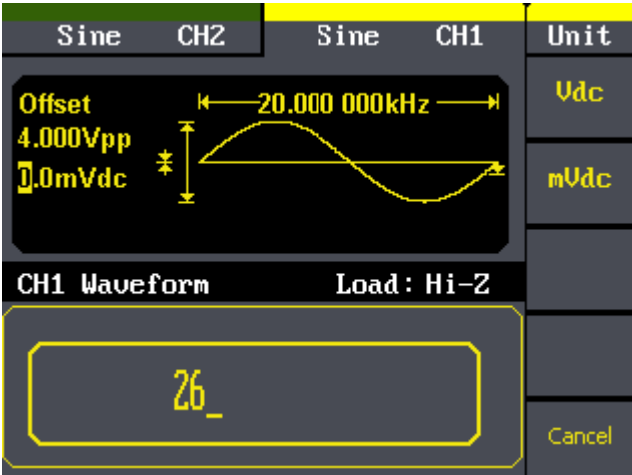 Sine CH2 Sine CH1 Unit
Offset 20.000 000kHz Vdc
4.000Vpp
0.0mVdc mVdc
CH1 Waveform Load: Hi-Z
26_
Cancel